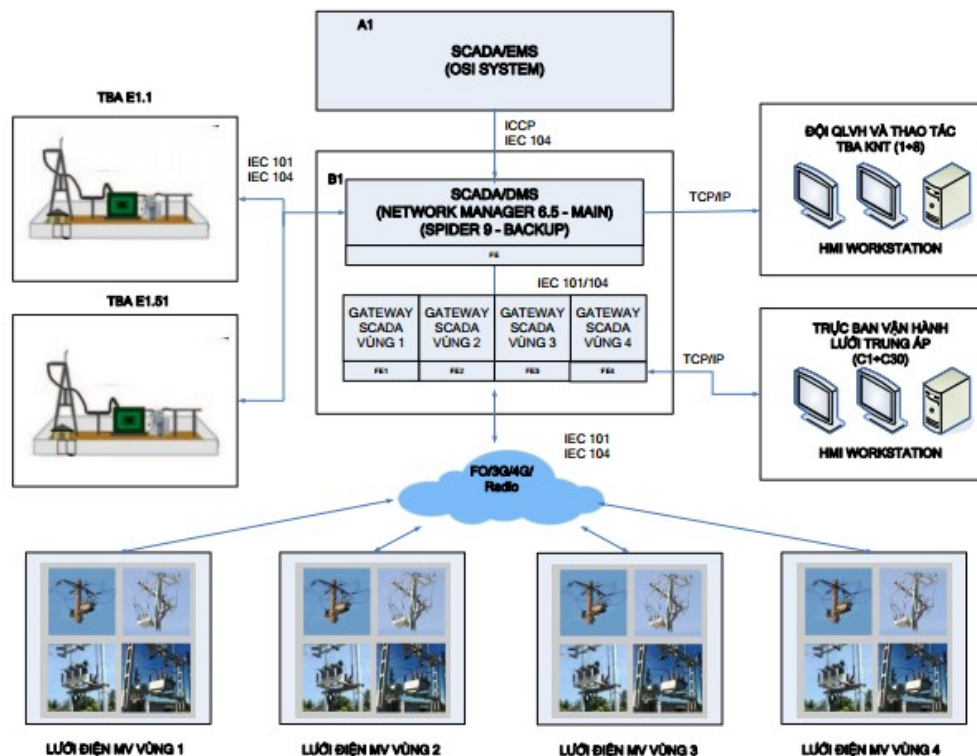 A1
SCADA/EMS
(OSI SYSTEM)
TBA E1.1
ICCP
IEC 104
IEC 101
IEC 104
ĐỘI QLVH VÀ THAO TÁC
TBA KNT (1÷8)
HMI WORKSTATION
B1
SCADA/DMS
(NETWORK MANAGER 6.5 - MAIN)
(SPIDER 9 - BACKUP)
FE
TCP/IP
IEC 101/104
GATEWAY
SCADA
VÙNG 1
FE1
GATEWAY
SCADA
VÙNG 2
FE2
GATEWAY
SCADA
VÙNG 3
FE3
GATEWAY
SCADA
VÙNG 4
FE4
TBA E1.51
TCP/IP
TRỰC BAN VẬN HÀNH
LƯỚI TRUNG ÁP
(C1÷C30)
HMI WORKSTATION
IEC 101
IEC 104
FO/3G/4G/
Radio
LƯỚI ĐIỆN MV VÙNG 1
LƯỚI ĐIỆN MV VÙNG 2
LƯỚI ĐIỆN MV VÙNG 3
LƯỚI ĐIỆN MV VÙNG 4